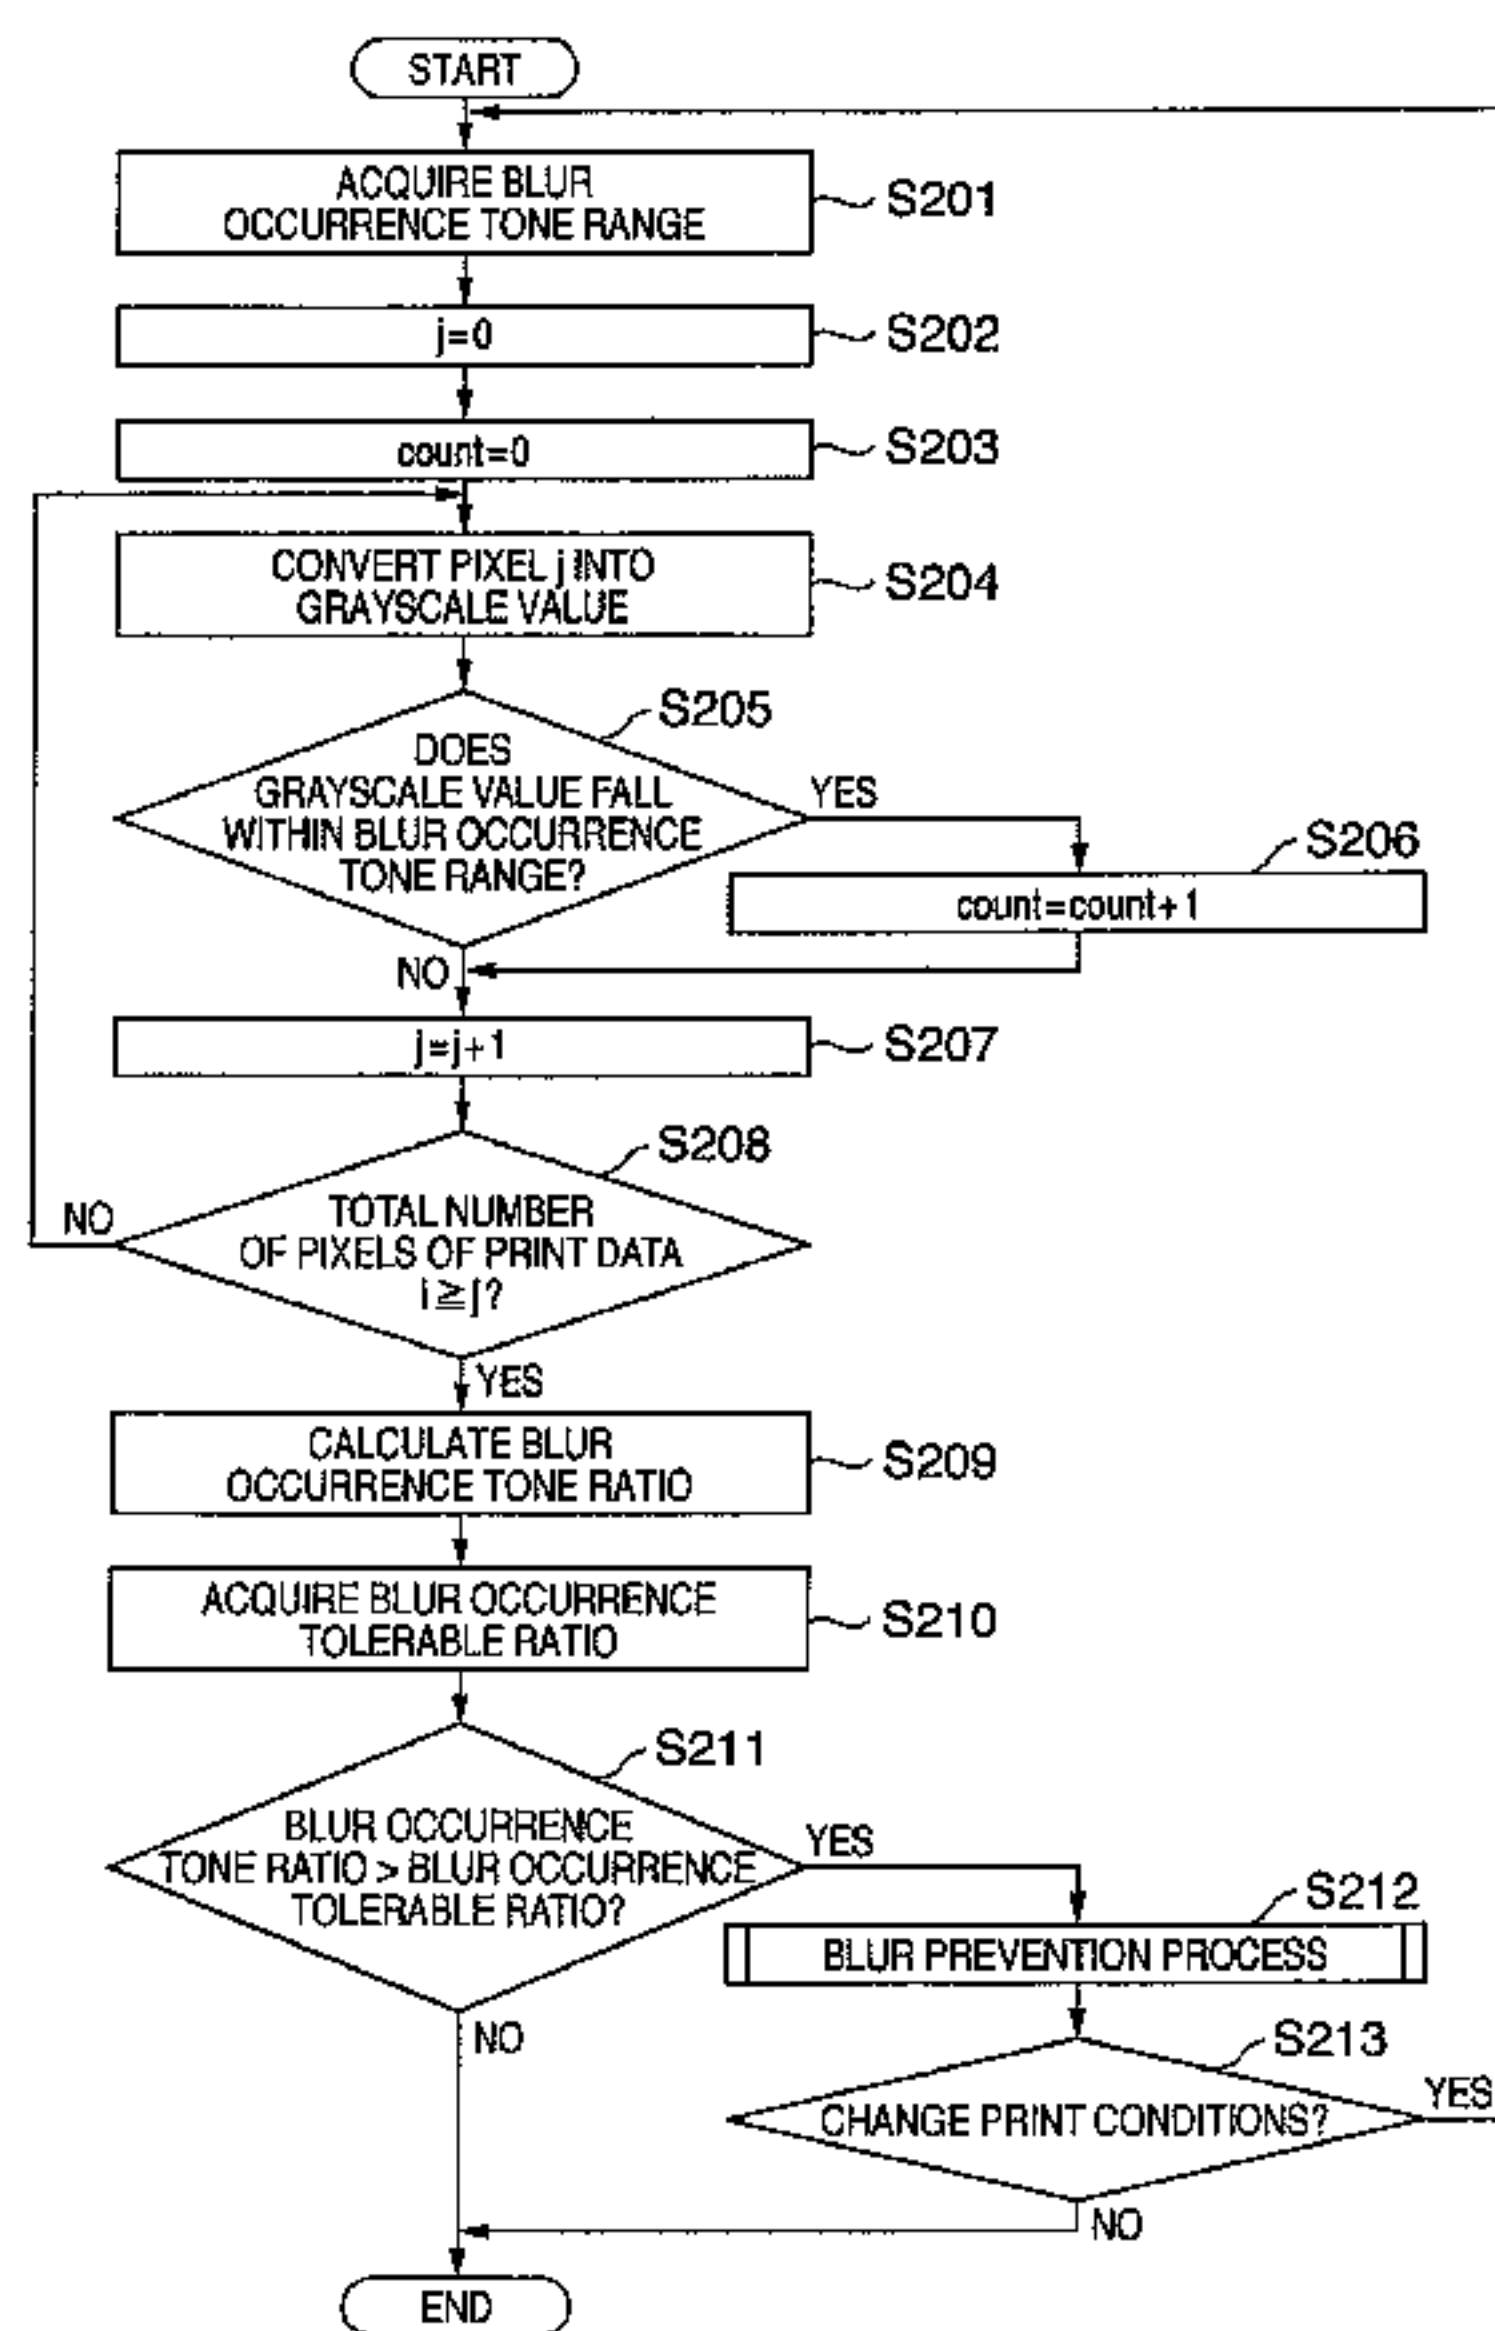 START
ACQUIRE BLUR
OCCURRENCE TONE RANGE
S201
j=0
S202
count=0
S203
CONVERT PIXEL j INTO
GRAYSCALE VALUE
S204
S205
DOES
GRAYSCALE VALUE FALL
WITHIN BLUR OCCURRENCE
TONE RANGE?
YES
S206
count=count+1
NO
j=j+1
S207
S208
TOTAL NUMBER
OF PIXELS OF PRINT DATA
i≧j?
NO
YES
CALCULATE BLUR
OCCURRENCE TONE RATIO
S209
ACQUIRE BLUR OCCURRENCE
TOLERABLE RATIO
S210
S211
BLUR OCCURRENCE
TONE RATIO > BLUR OCCURRENCE
TOLERABLE RATIO?
YES
S212
BLUR PREVENTION PROCESS
NO
S213
CHANGE PRINT CONDITIONS?
YES
NO
END